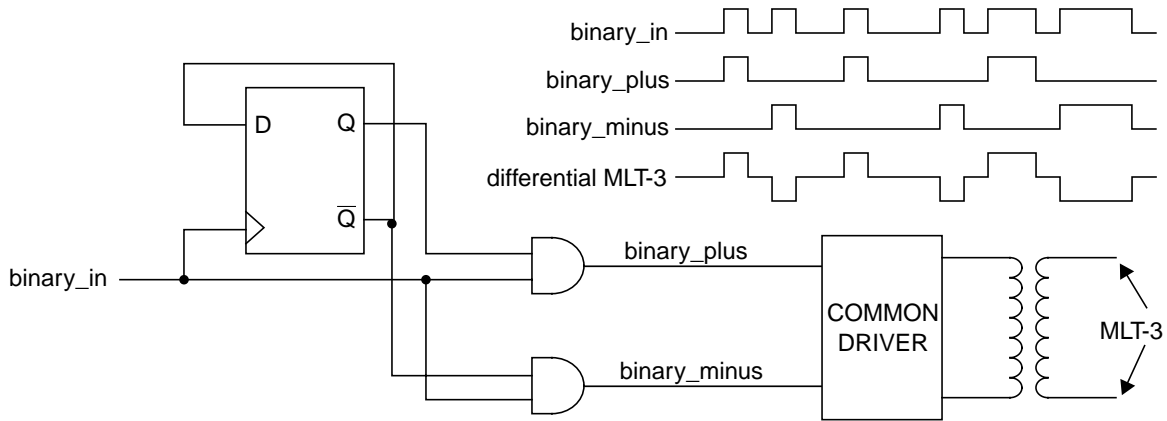 binary_in
binary_plus
binary_minus
differential MLT-3
D Q
Q̅
binary_in
binary_plus
binary_minus
COMMON
DRIVER
MLT-3